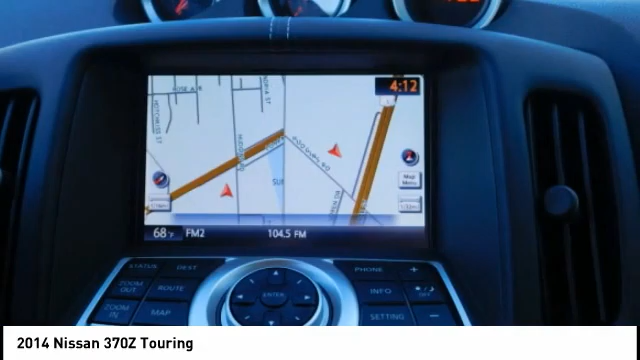 4:12
Map
Menu
68°F FM2 104.5 FM
STATUS DEST
ZOOM
OUT
ROUTE
ZOOM
IN
MAP
ENTER
PHONE +
INFO
OFF
SETTING −
2014 Nissan 370Z Touring